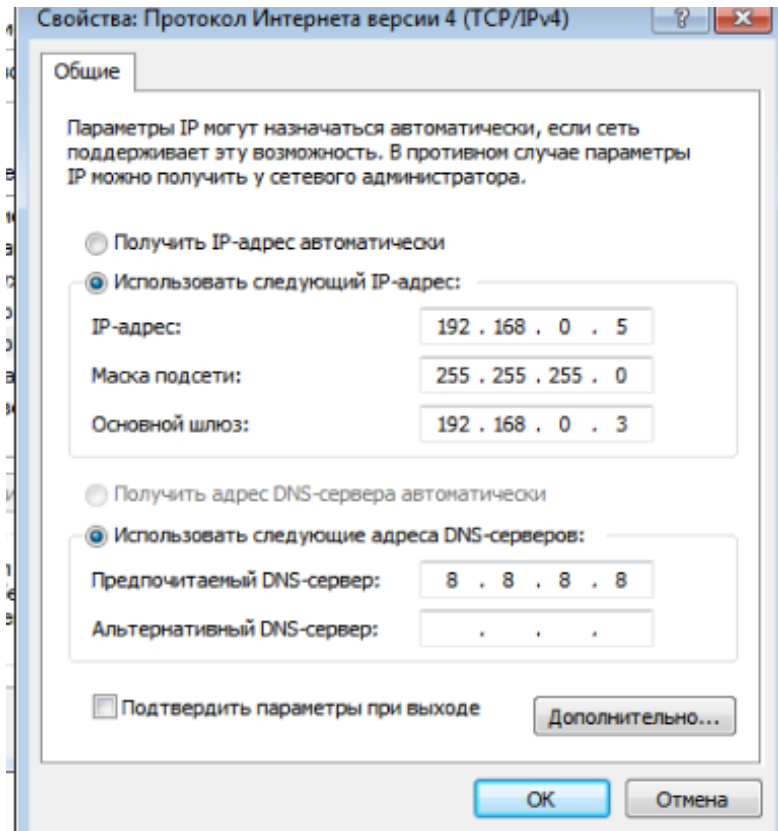 Свойства: Протокол Интернета версии 4 (TCP/IPv4)
Общие
Параметры IP могут назначаться автоматически, если сеть
поддерживает эту возможность. В противном случае параметры
IP можно получить у сетевого администратора.
Получить IP-адрес автоматически
Использовать следующий IP-адрес:
IP-адрес: 192 . 168 . 0 . 5
Маска подсети: 255 . 255 . 255 . 0
Основной шлюз: 192 . 168 . 0 . 3
Получить адрес DNS-сервера автоматически
Использовать следующие адреса DNS-серверов:
Предпочитаемый DNS-сервер: 8 . 8 . 8 . 8
Альтернативный DNS-сервер: . . .
Подтвердить параметры при выходе
Дополнительно...
ОК Отмена